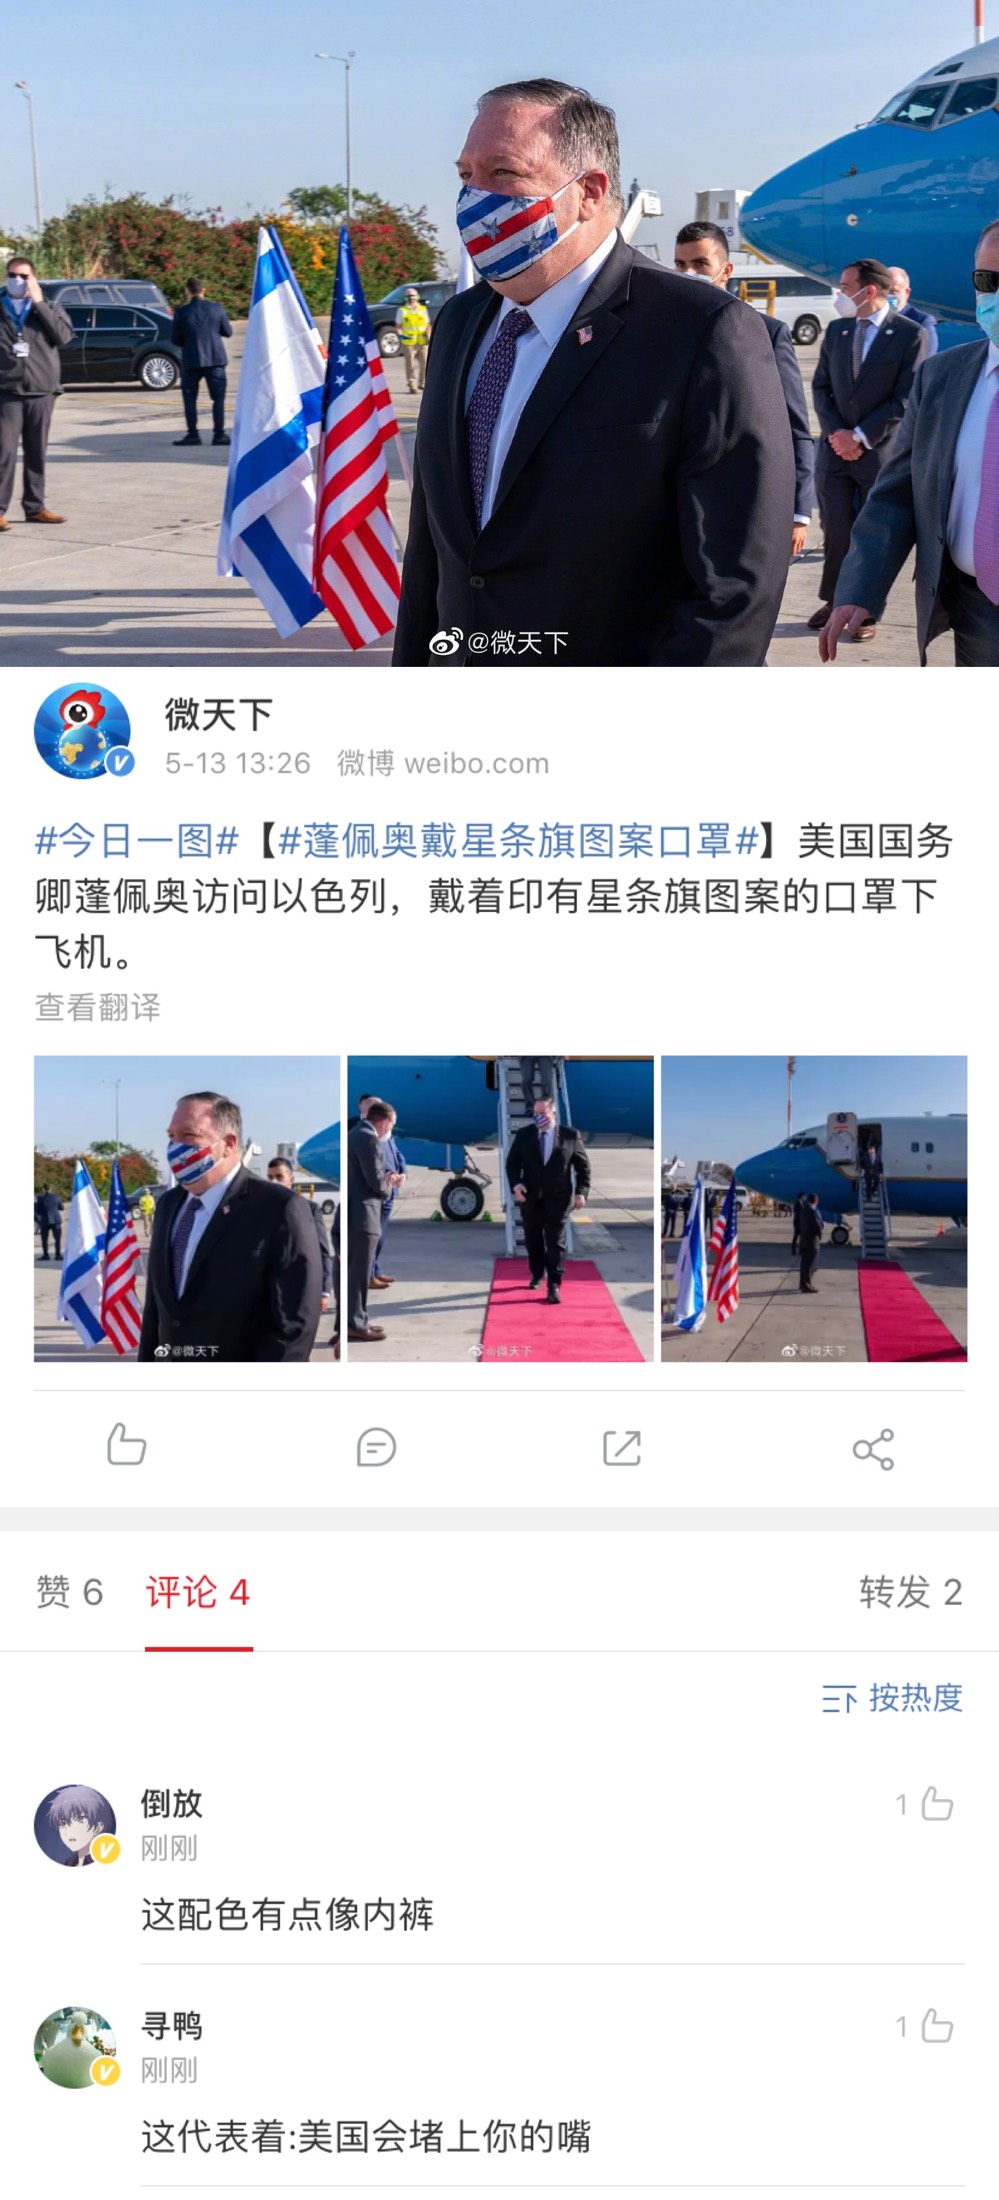 @微天下
微天下
5-13 13:26 微博 weibo.com
#今日一图#【#蓬佩奥戴星条旗图案口罩#】美国国务
卿蓬佩奥访问以色列，戴着印有星条旗图案的口罩下
飞机。
查看翻译
@微天下
@微天下
@微天下
赞 6 评论 4 转发 2
按热度
倒放
1
刚刚
这配色有点像内裤
寻鸭
1
刚刚
这代表着:美国会堵上你的嘴